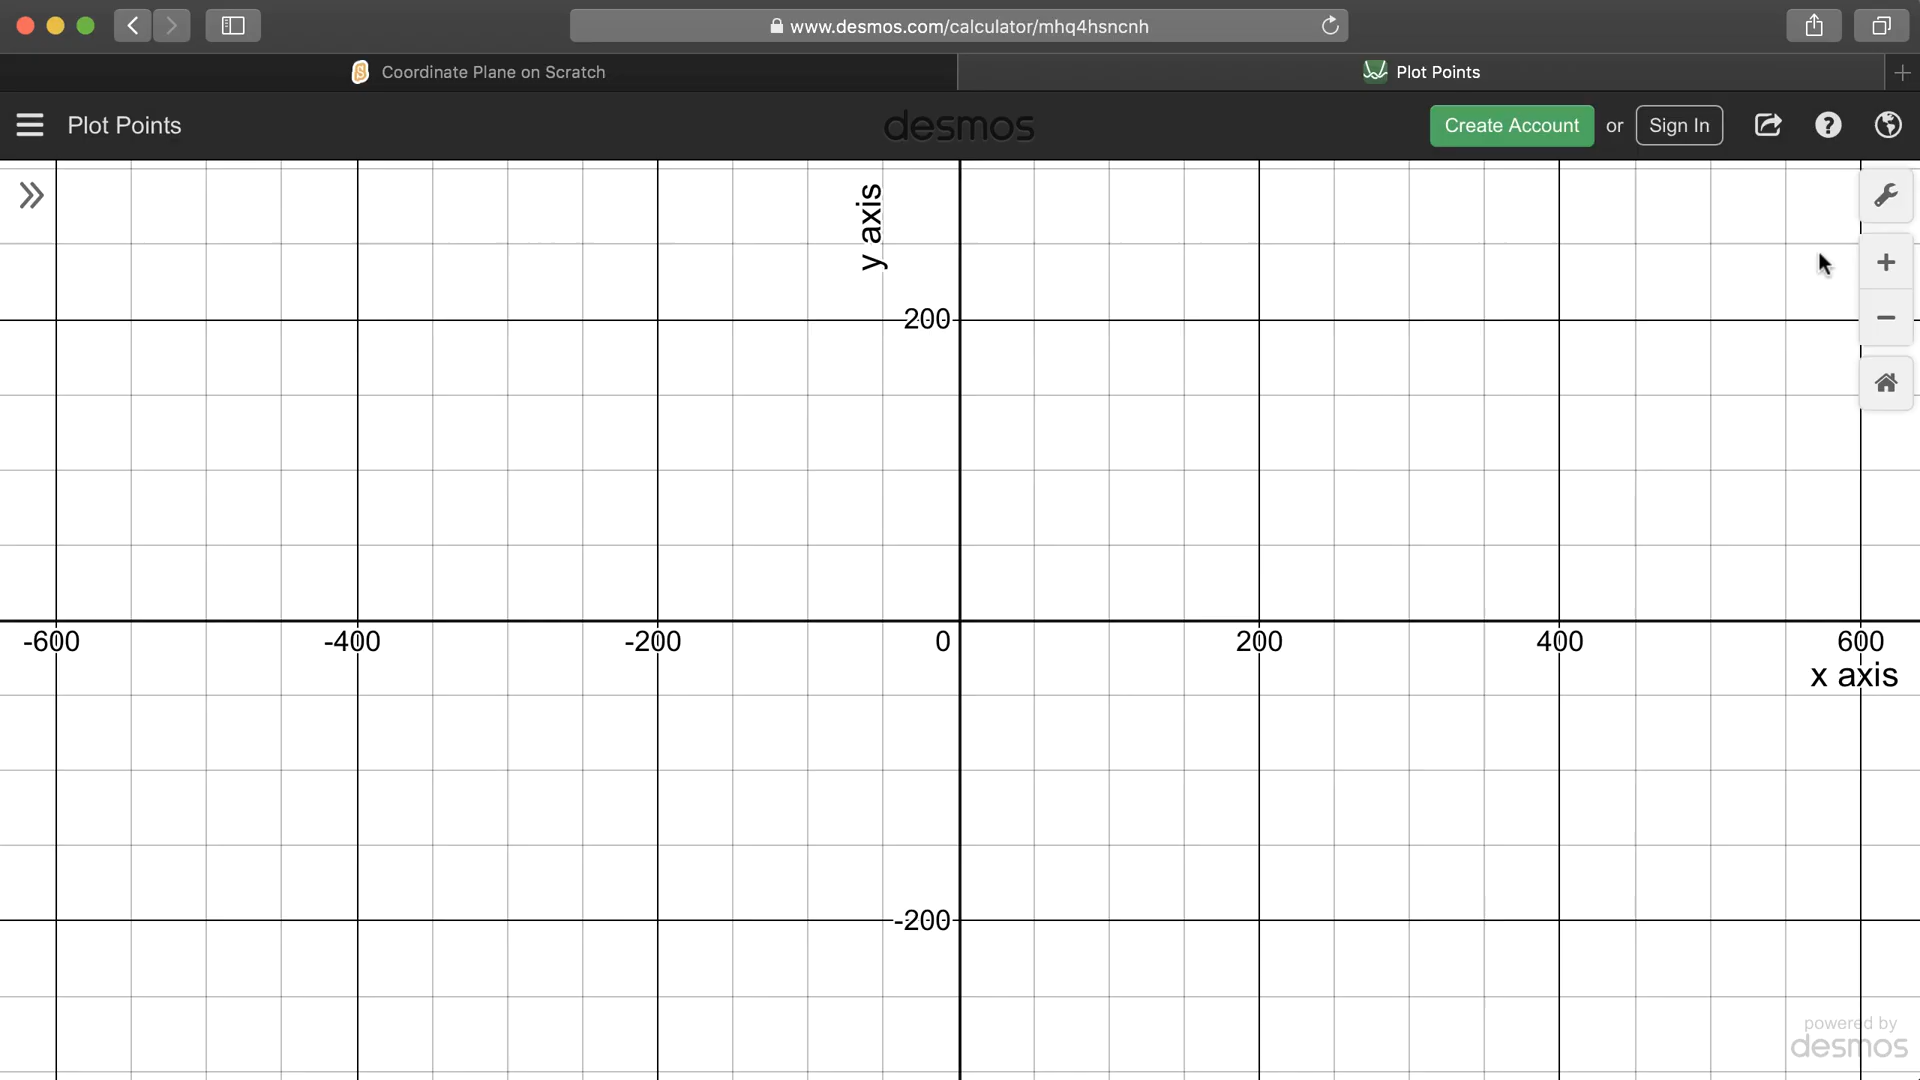 www.desmos.com/calculator/mhq4hsncnh
Coordinate Plane on Scratch
Plot Points
Plot Points
desmos
Create Account or Sign In
y axis
200
-600 -400 -200 0 200 400 600
x axis
-200
powered by
desmos